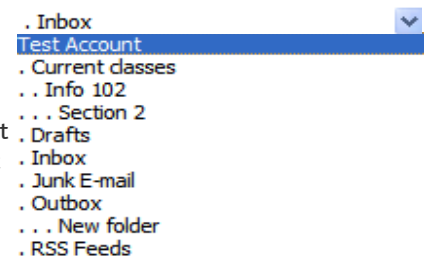 . Inbox
Test Account
. Current classes
. . Info 102
. . . Section 2
t . Drafts
. Inbox
. Junk E-mail
. Outbox
. . . New folder
. RSS Feeds